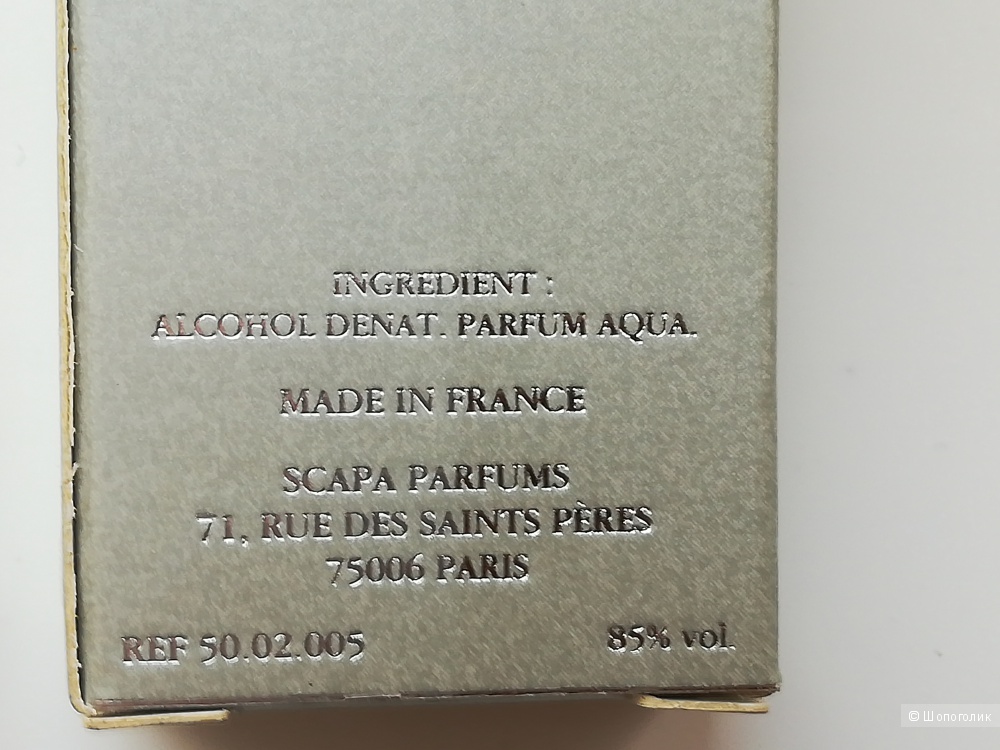 INGREDIENT :
ALCOHOL DENAT. PARFUM AQUA.
MADE IN FRANCE
SCAPA PARFUMS
71, RUE DES SAINTS PÈRES
75006 PARIS
REF 50.02.005
85% vol.
© Шопоголик